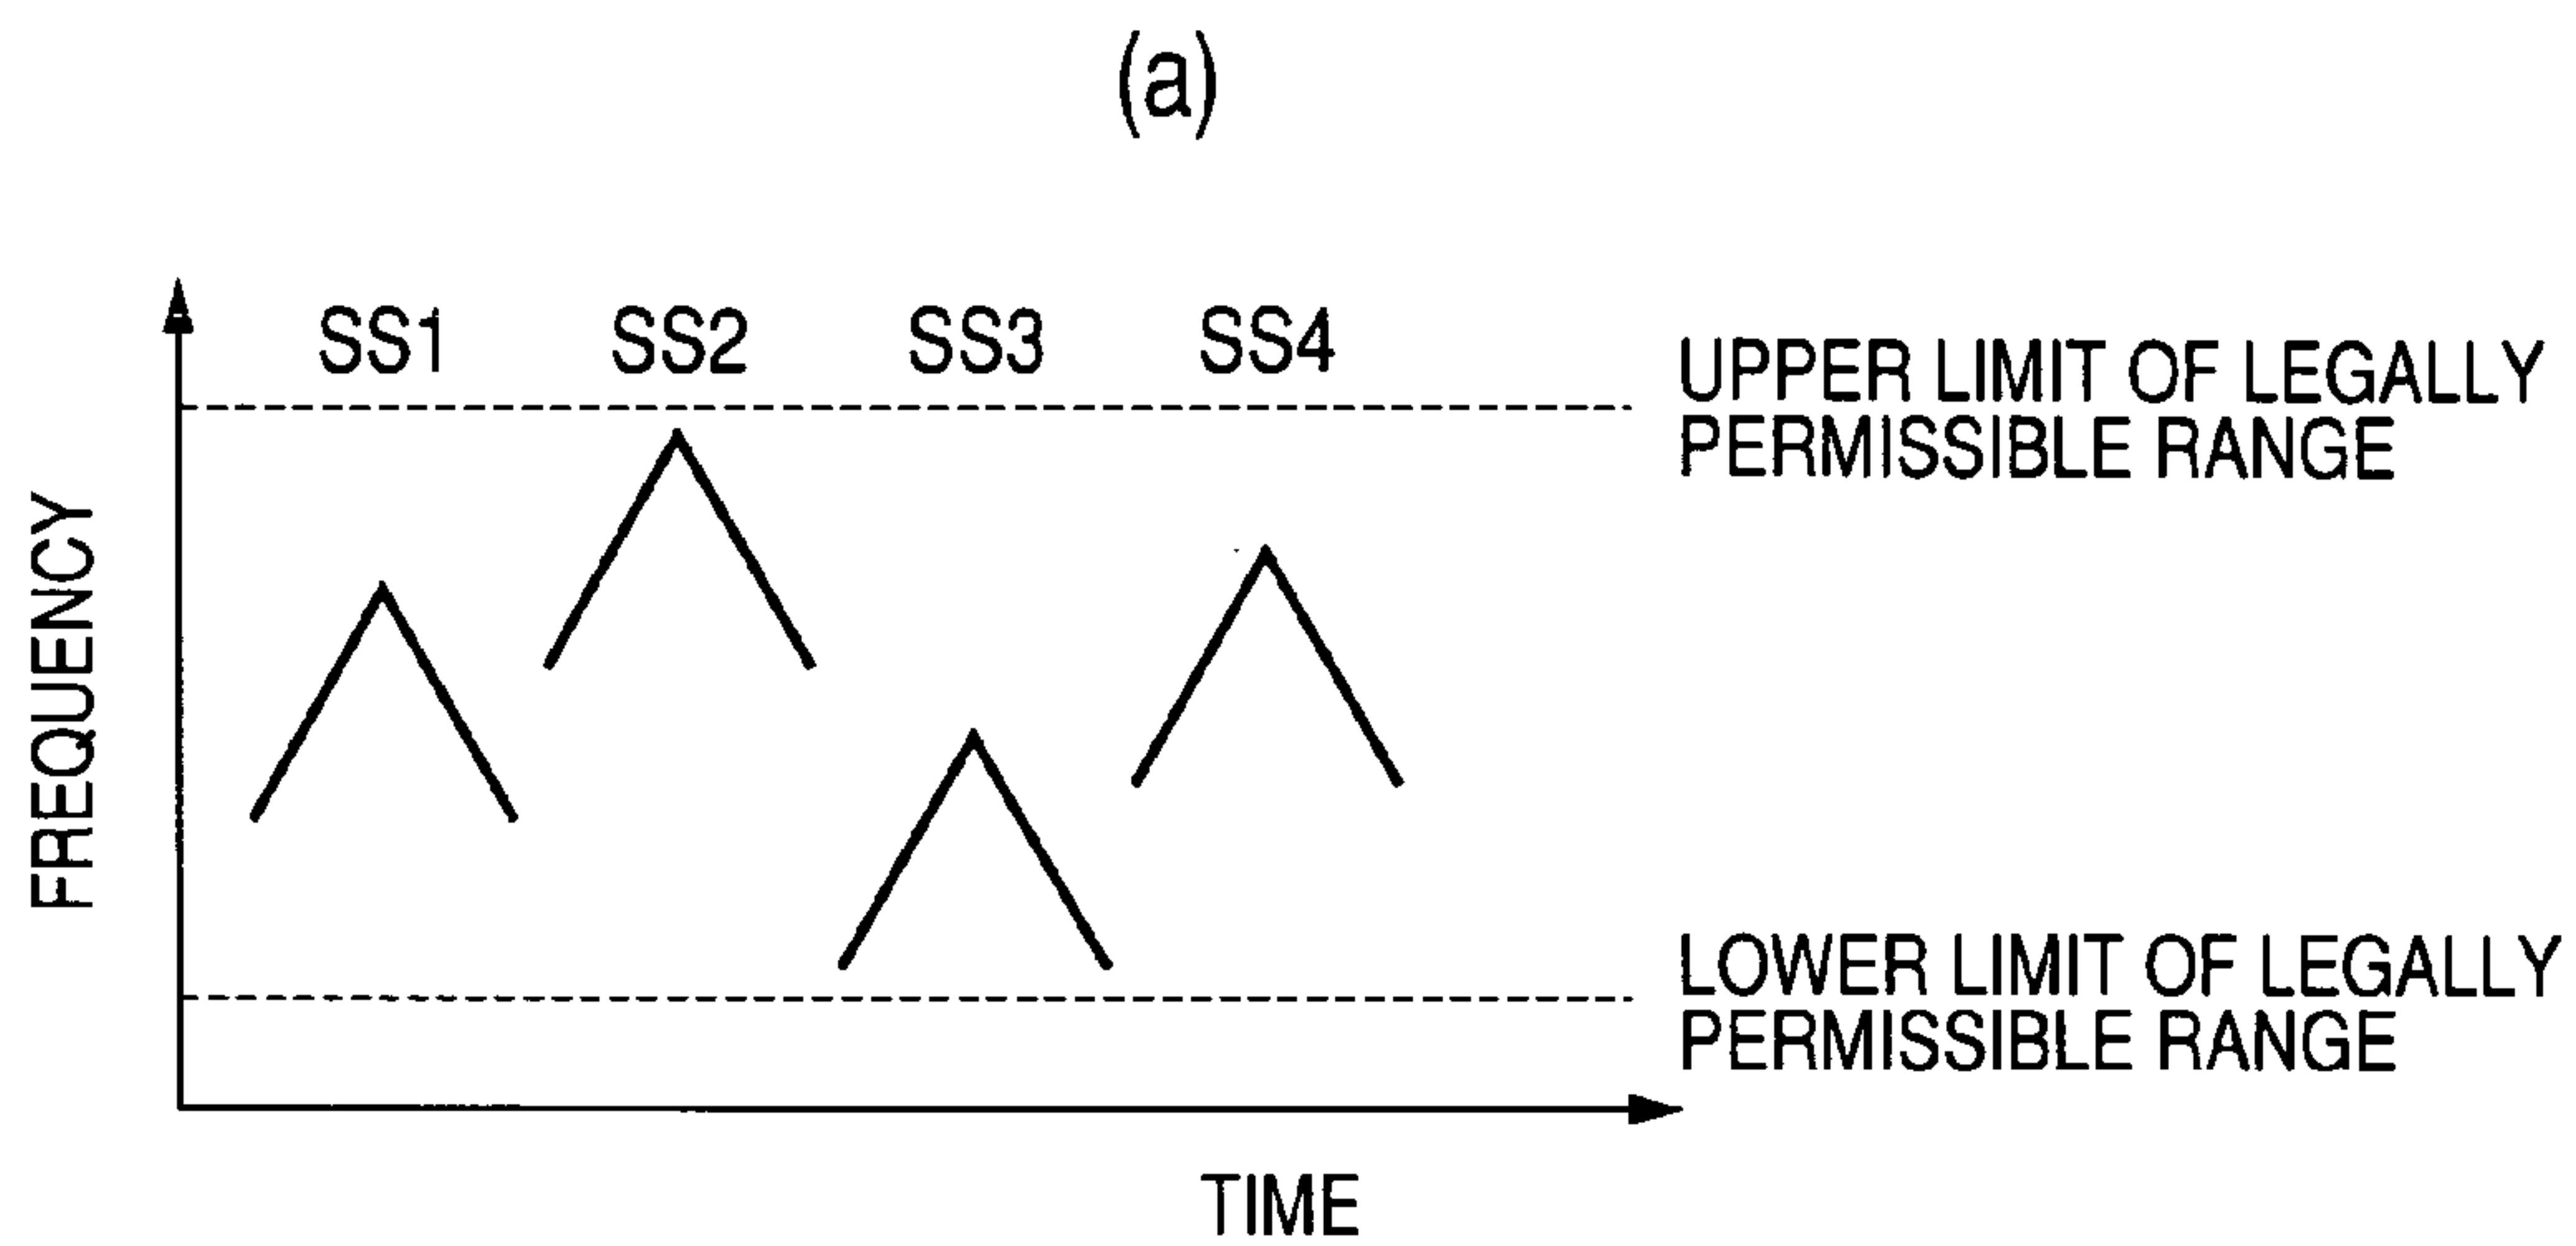 (a)
SS1 SS2 SS3 SS4
UPPER LIMIT OF LEGALLY
PERMISSIBLE RANGE
FREQUENCY
LOWER LIMIT OF LEGALLY
PERMISSIBLE RANGE
TIME